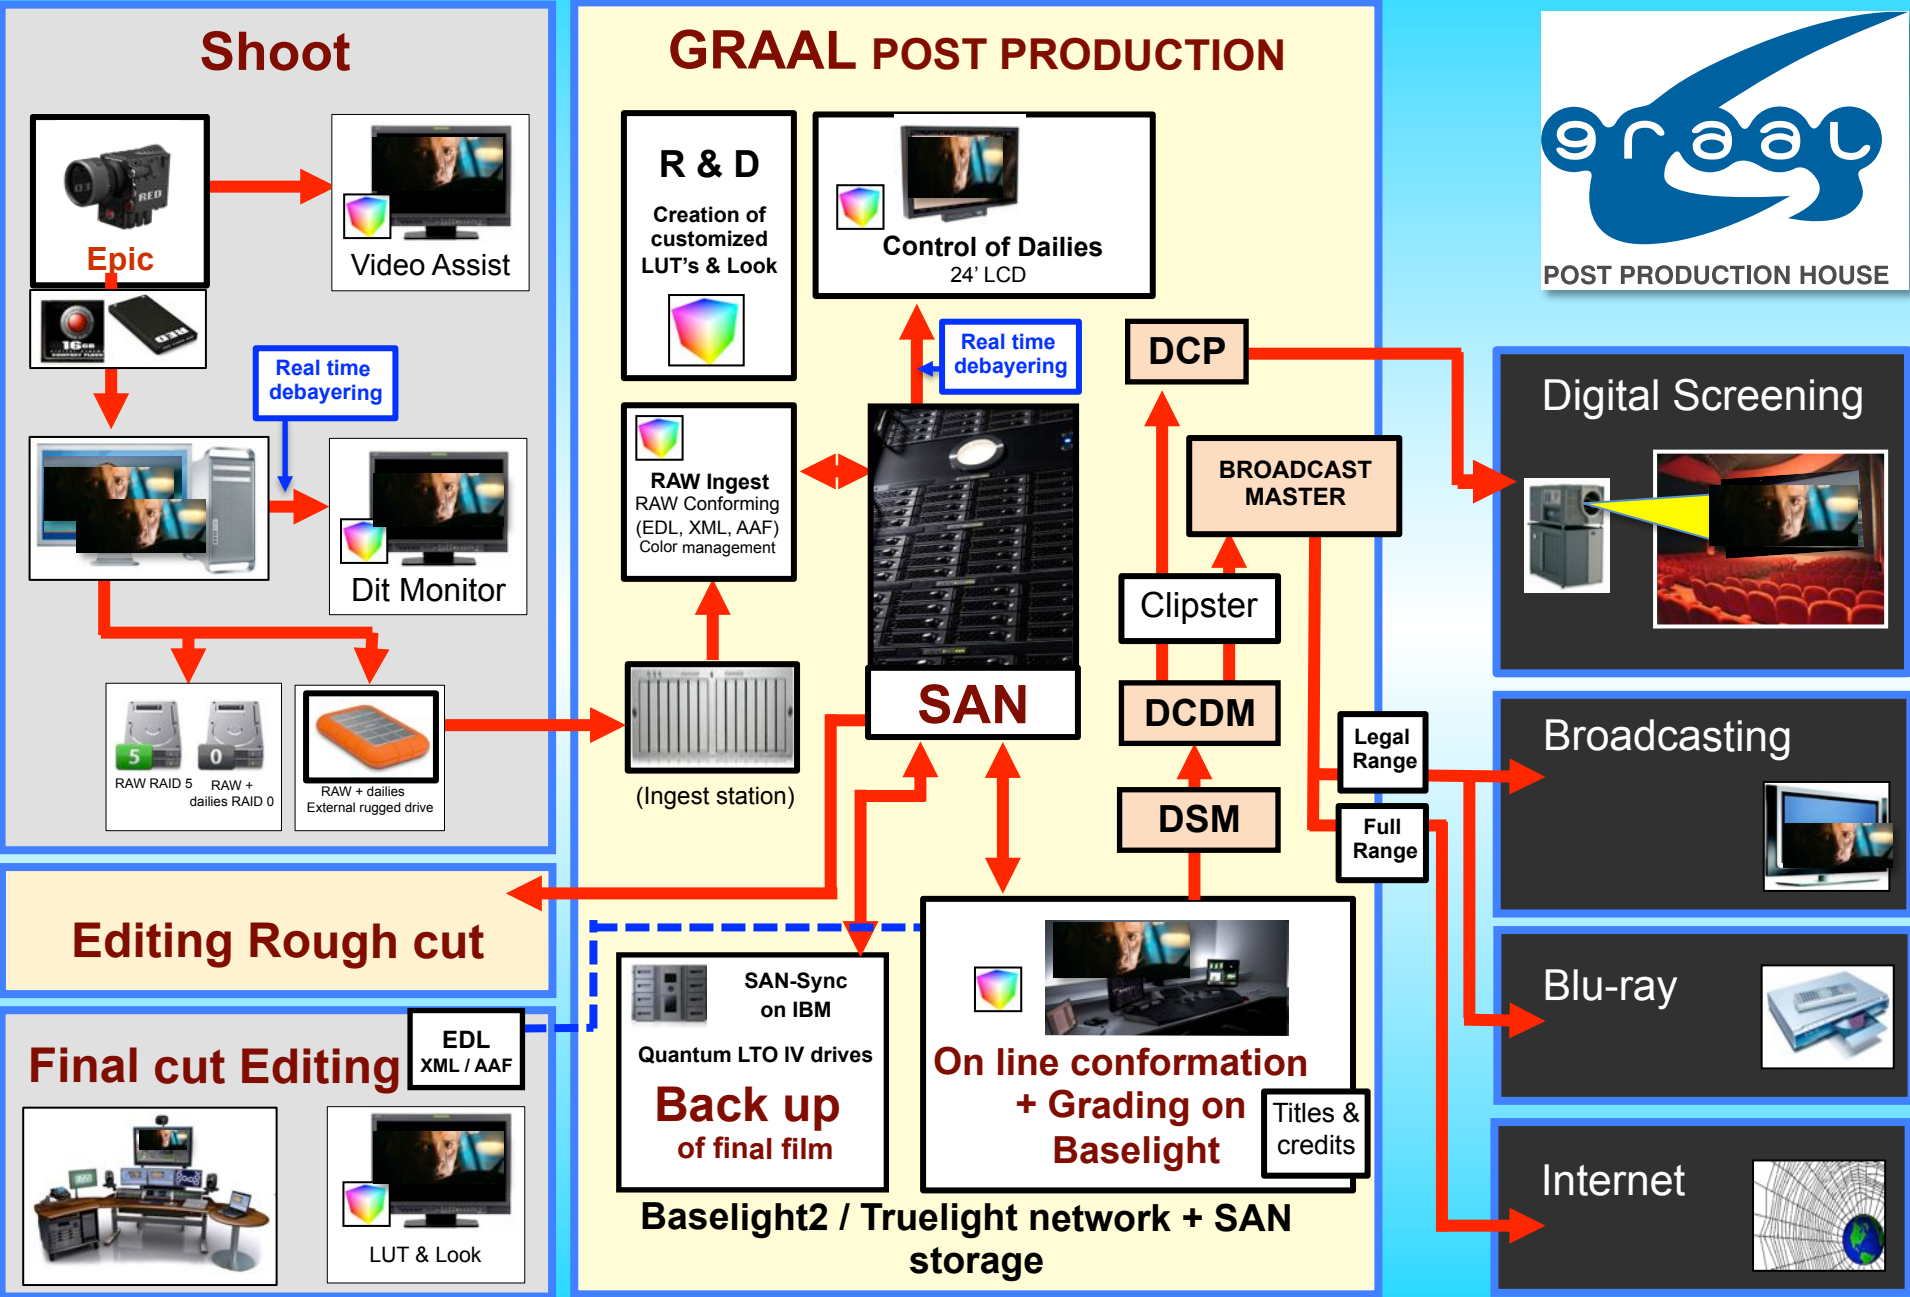 Shoot
RED
Epic
Video Assist
16GB
COMPACT FLASH
RED
Real time
debayering
Dit Monitor
5
0
RAW RAID 5
RAW +
dailies RAID 0
RAW + dailies
External rugged drive
Editing Rough cut
Final cut Editing
EDL
XML / AAF
LUT & Look
GRAAL POST PRODUCTION
R & D
Creation of
customized
LUT's & Look
Control of Dailies
24' LCD
Real time
debayering
RAW Ingest
RAW Conforming
(EDL, XML, AAF)
Color management
(Ingest station)
SAN
DCP
BROADCAST
MASTER
Clipster
DCDM
DSM
Legal
Range
Full
Range
SAN-Sync
on IBM
Quantum LTO IV drives
Back up
of final film
On line conformation
+ Grading on
Baselight
Titles &
credits
Baselight2 / Truelight network + SAN
storage
graal
POST PRODUCTION HOUSE
Digital Screening
Broadcasting
Blu-ray
Internet